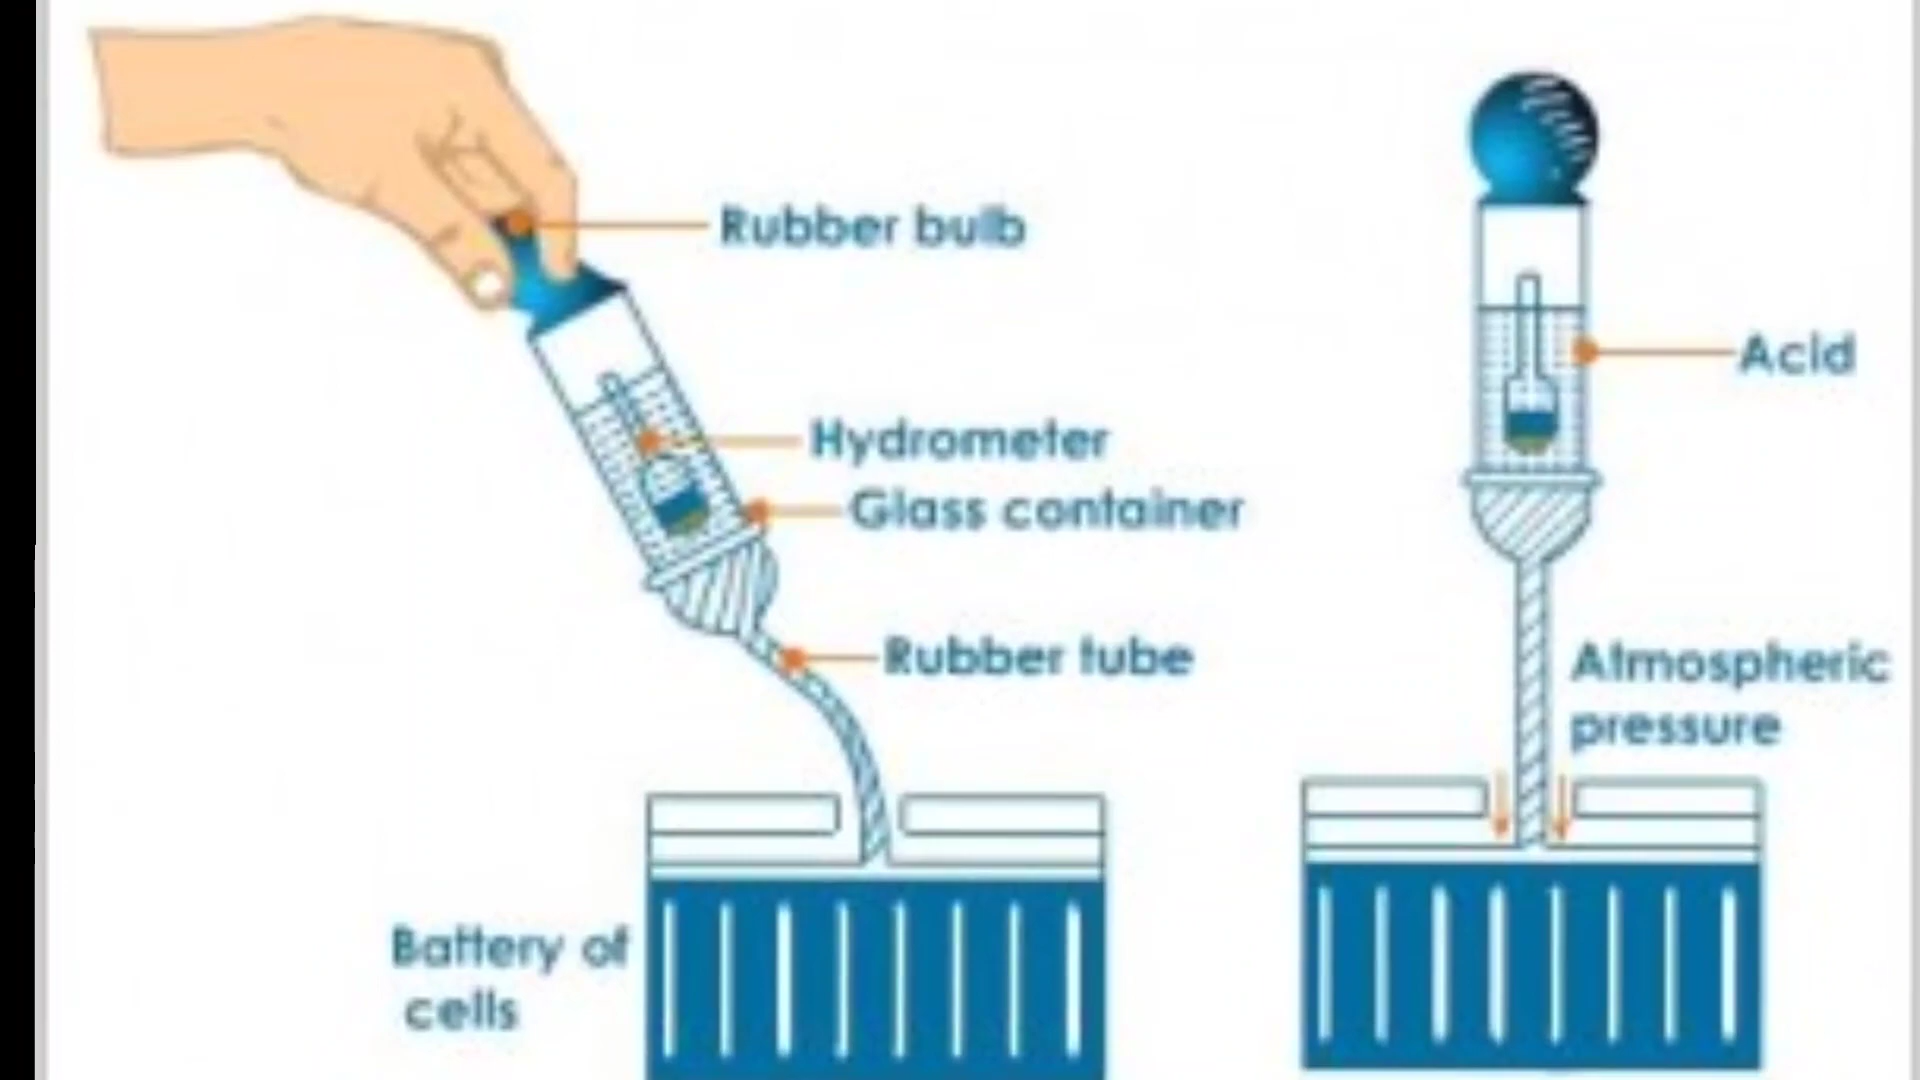 Rubber bulb
Hydrometer
Glass container
Rubber tube
Battery of
cells
Acid
Atmospheric
pressure